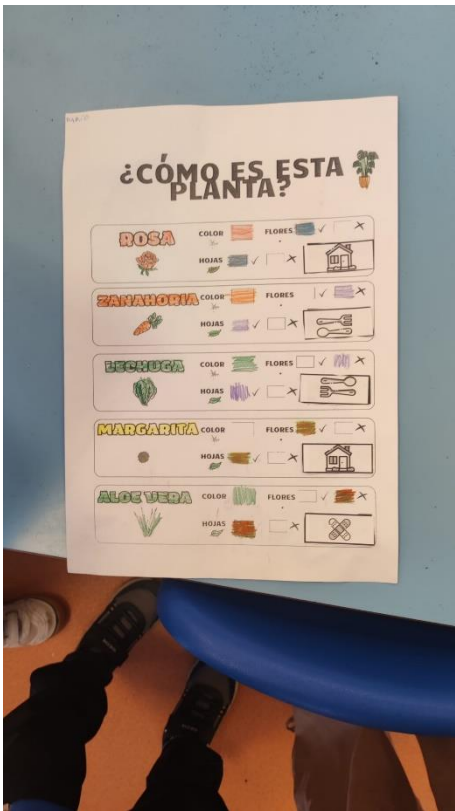 ¿CÓMO ES ESTA
PLANTA?
ROSA COLOR FLORES
HOJAS
ZANAHORIA COLOR FLORES
HOJAS
LECHUGA COLOR FLORES
HOJAS
MARGARITA COLOR FLORES
HOJAS
ALOE VERA COLOR FLORES
HOJAS